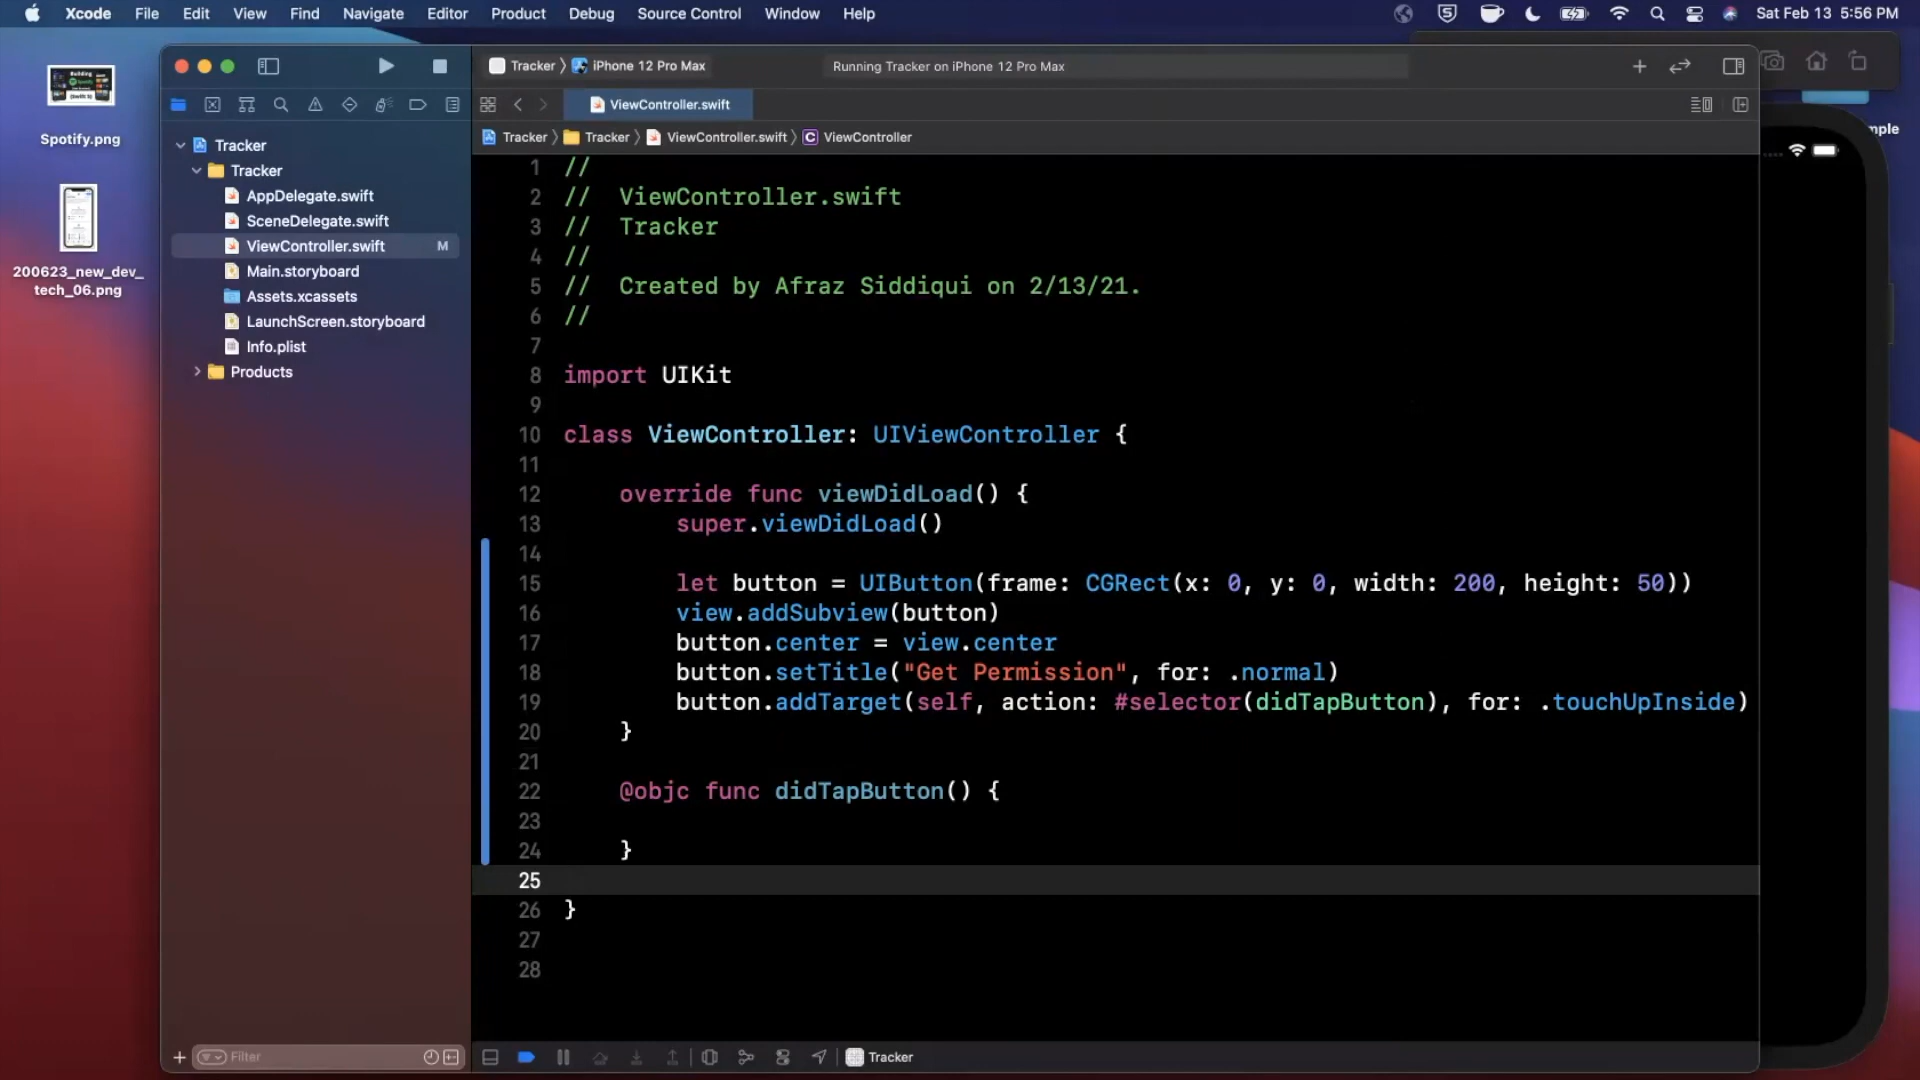 Xcode File Edit View Find Navigate Editor Product Debug Source Control Window Help
Sat Feb 13 5:56 PM
Spotify.png
200623_new_dev_
tech_06.png
Tracker
Tracker
AppDelegate.swift
SceneDelegate.swift
ViewController.swift M
Main.storyboard
Assets.xcassets
LaunchScreen.storyboard
Info.plist
Products
Filter
Tracker iPhone 12 Pro Max
Running Tracker on iPhone 12 Pro Max
ViewController.swift
Tracker Tracker ViewController.swift C ViewController
1 //
2 // ViewController.swift
3 // Tracker
4 //
5 // Created by Afraz Siddiqui on 2/13/21.
6 //
7
8 import UIKit
9
10 class ViewController: UIViewController {
11
12 override func viewDidLoad() {
13 super.viewDidLoad()
14
15 let button = UIButton(frame: CGRect(x: 0, y: 0, width: 200, height: 50))
16 view.addSubview(button)
17 button.center = view.center
18 button.setTitle("Get Permission", for: .normal)
19 button.addTarget(self, action: #selector(didTapButton), for: .touchUpInside)
20 }
21
22 @objc func didTapButton() {
23
24 }
25
26 }
27
28
Tracker